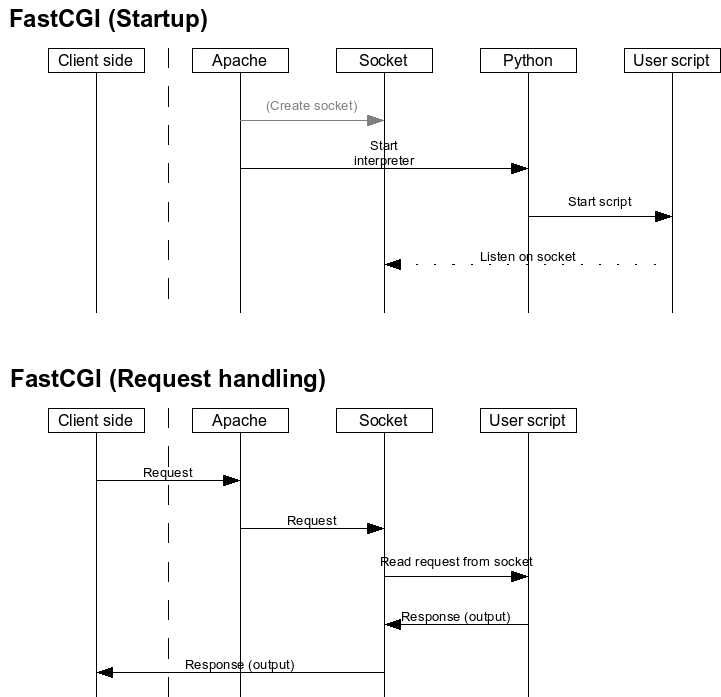 FastCGI (Startup)
Client side
Apache
Socket
Python
User script
(Create socket)
Start
interpreter
Start script
Listen on socket
FastCGI (Request handling)
Client side
Apache
Socket
User script
Request
Request
Read request from socket
Response (output)
Response (output)